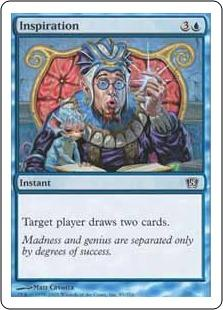 Inspiration 3
Instant
Target player draws two cards.
Madness and genius are separated only
by degrees of success.
Matt Cavotta